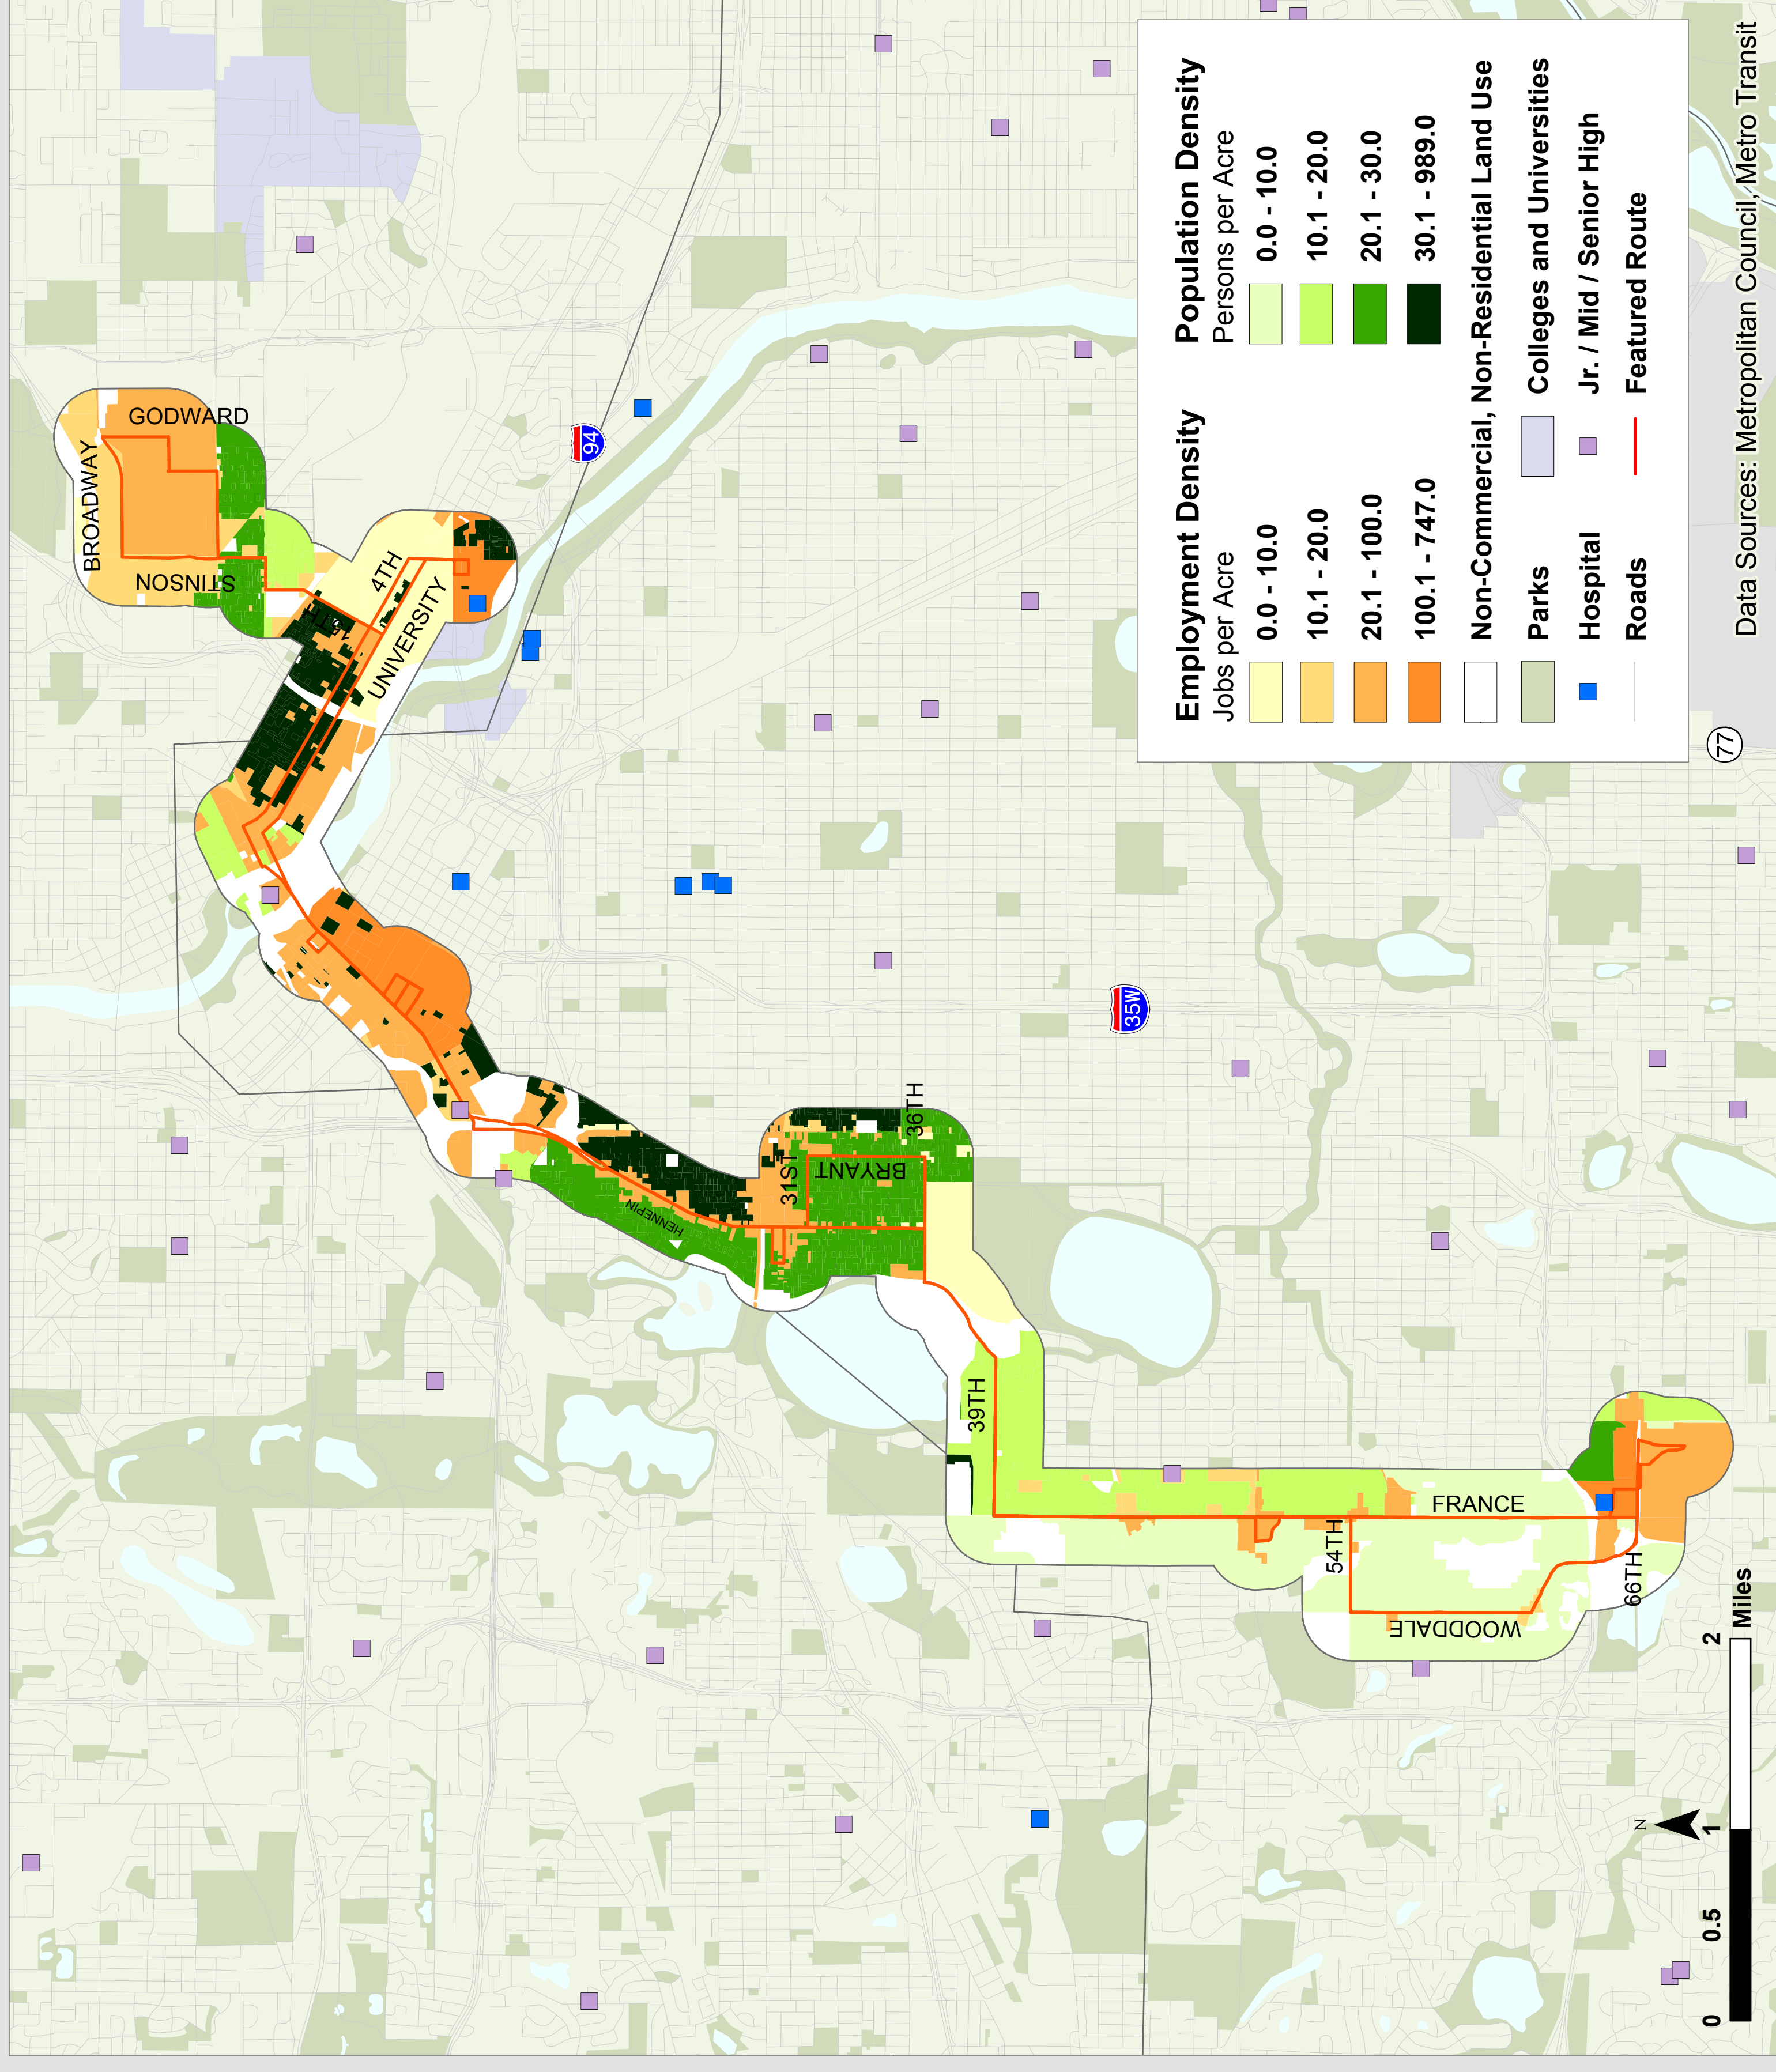 BROADWAY
GODWARD
STINSON
15TH
4TH
UNIVERSITY
94
HENNEPIN
31ST
BRYANT
36TH
35W
39TH
FRANCE
54TH
WOODDALE
66TH
77
Employment Density
Jobs per Acre
0.0 - 10.0
10.1 - 20.0
20.1 - 100.0
100.1 - 747.0
Population Density
Persons per Acre
0.0 - 10.0
10.1 - 20.0
20.1 - 30.0
30.1 - 989.0
Non-Commercial, Non-Residential Land Use
Parks
Colleges and Universities
Hospital
Jr. / Mid / Senior High
Roads
Featured Route
N
0 0.5 1 2
Miles
Data Sources: Metropolitan Council, Metro Transit